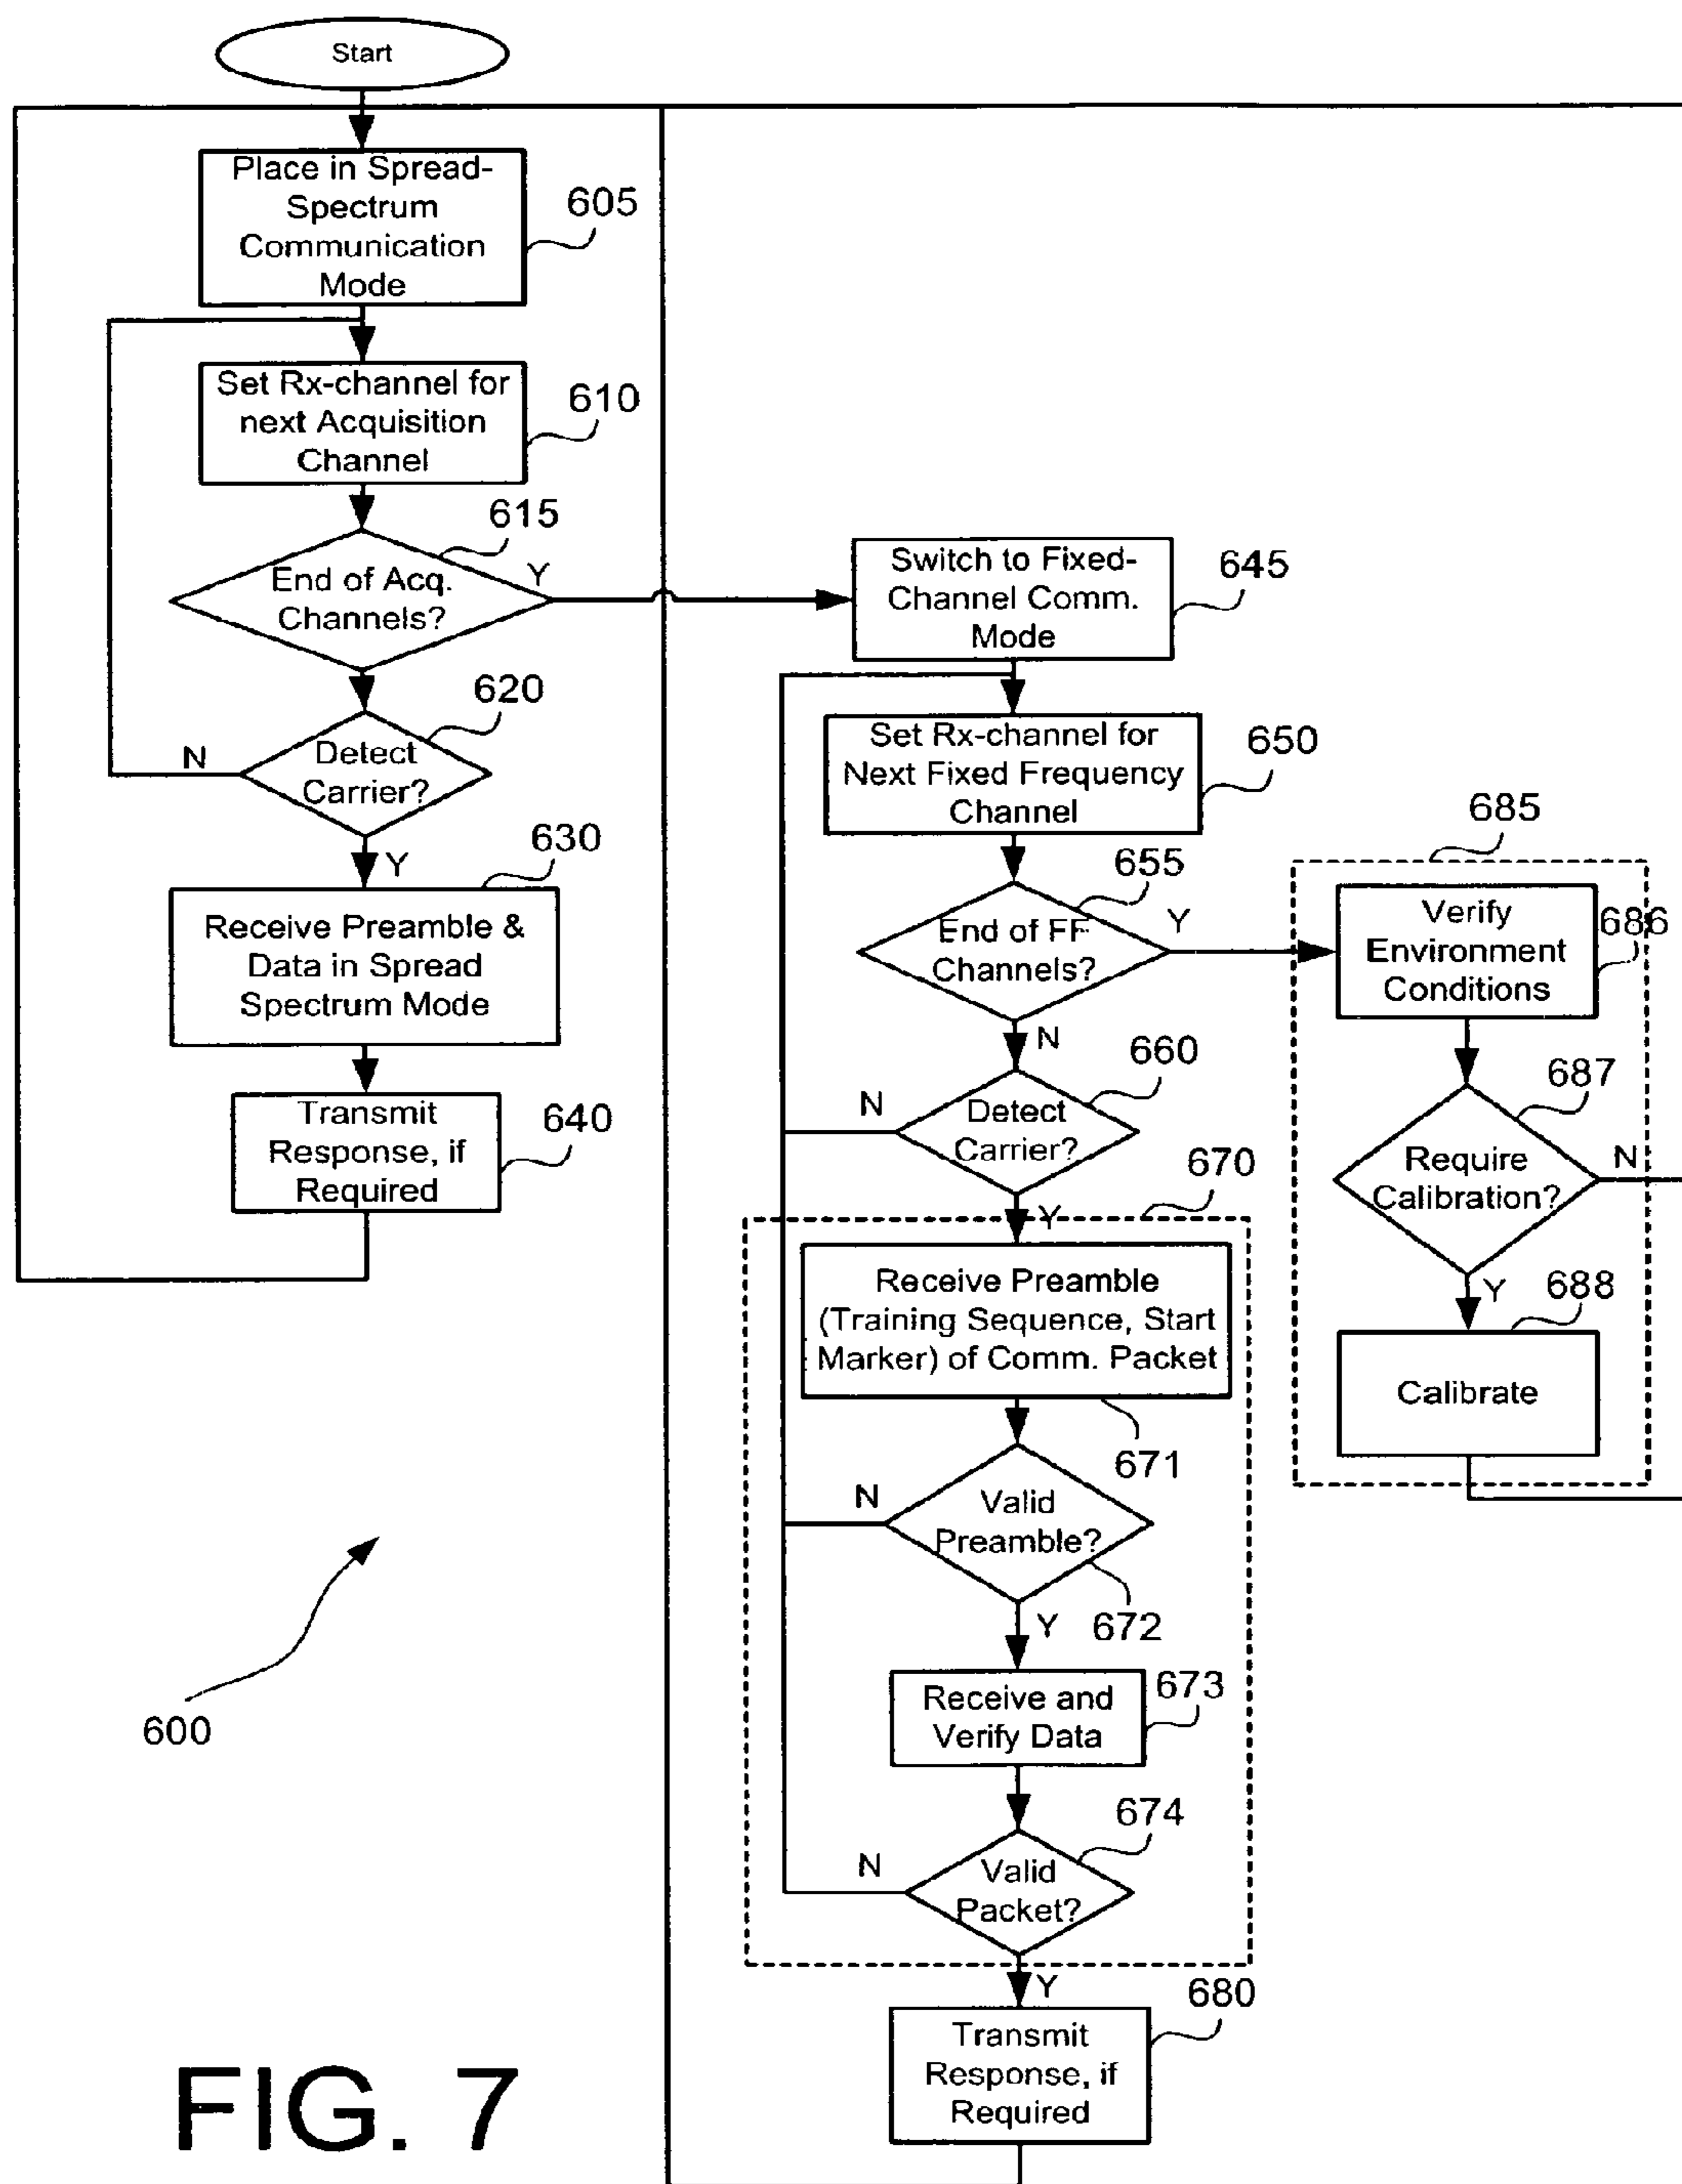 Start
Place in Spread-
Spectrum
Communication
Mode
605
Set Rx-channel for
next Acquisition
Channel
610
615
End of Acq.
Channels?
Y
620
Detect
Carrier?
N
Y
630
Receive Preamble &
Data in Spread
Spectrum Mode
Transmit
Response, if
Required
640
Switch to Fixed-
Channel Comm.
Mode
645
Set Rx-channel for
Next Fixed Frequency
Channel
650
655
End of FF
Channels?
Y
N
660
Detect
Carrier?
N
Y
670
Receive Preamble
(Training Sequence, Start
Marker) of Comm. Packet
671
Valid
Preamble?
N
Y
672
Receive and
Verify Data
673
674
Valid
Packet?
N
Y
680
Transmit
Response, if
Required
685
Verify
Environment
Conditions
686
687
Require
Calibration?
N
Y
688
Calibrate
600
FIG. 7